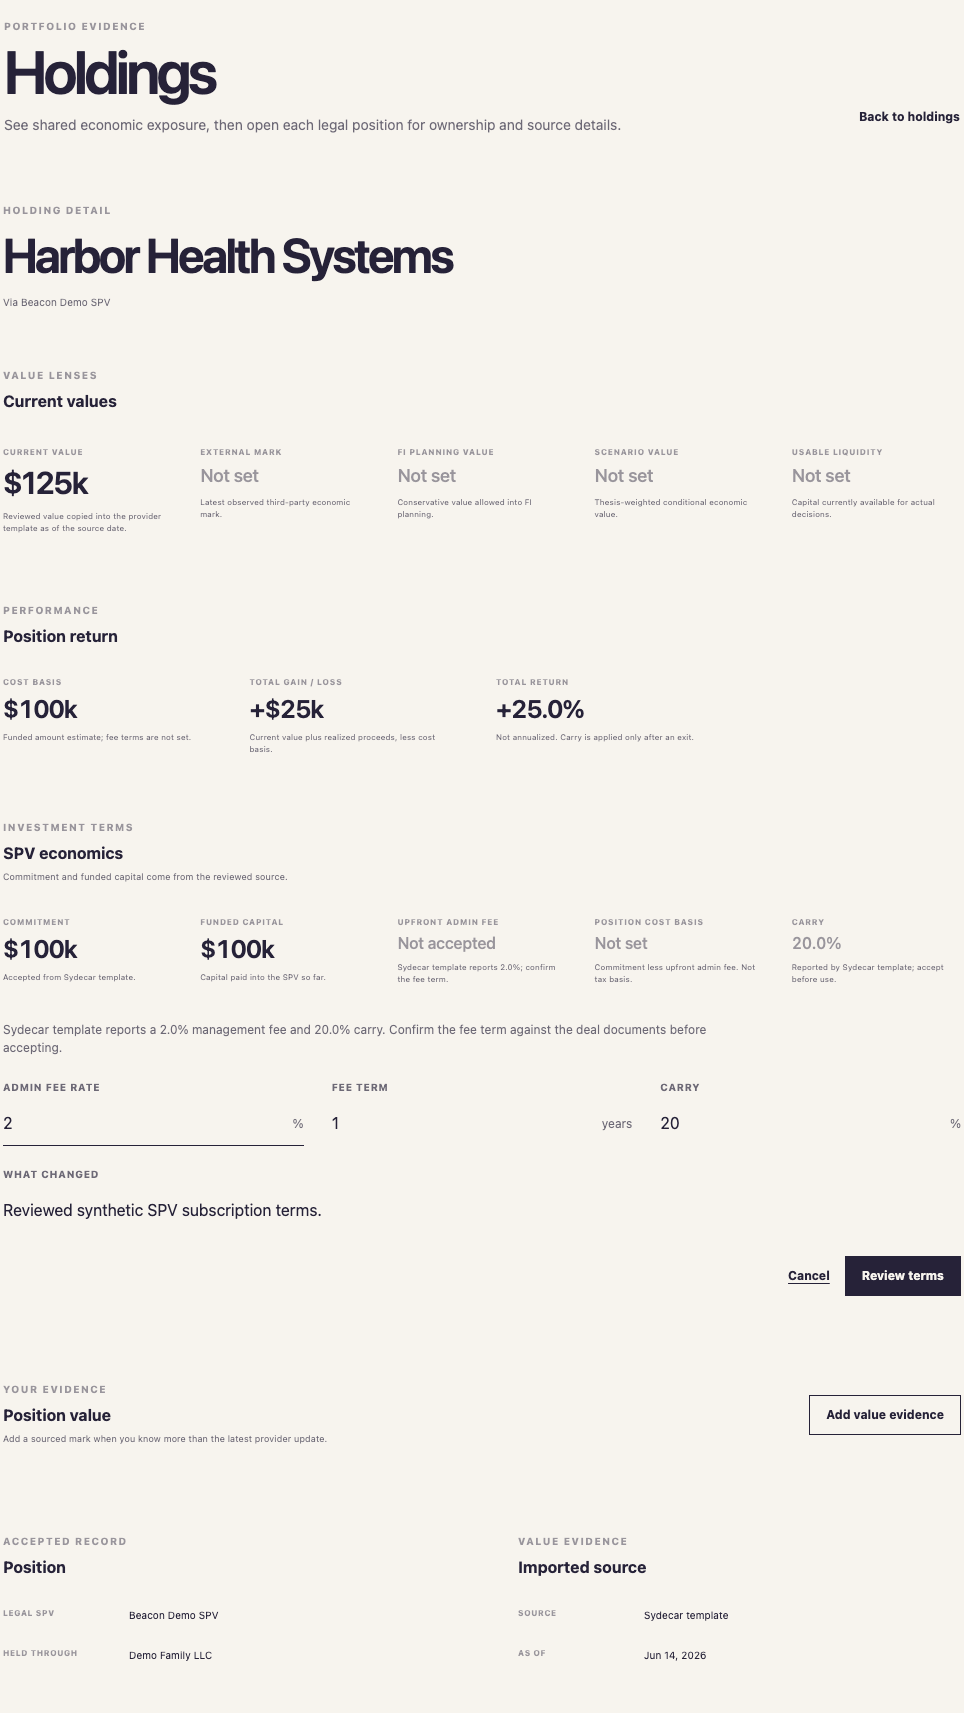 PORTFOLIO EVIDENCE
Holdings
See shared economic exposure, then open each legal position for ownership and source details.
Back to holdings
HOLDING DETAIL
Harbor Health Systems
Via Beacon Demo SPV
VALUE LENSES
Current values
CURRENT VALUE
$125k
Reviewed value copied into the provider
template as of the source date.
EXTERNAL MARK
Not set
Latest observed third-party economic
mark.
FI PLANNING VALUE
Not set
Conservative value allowed into FI
planning.
SCENARIO VALUE
Not set
Thesis-weighted conditional economic
value.
USABLE LIQUIDITY
Not set
Capital currently available for actual
decisions.
PERFORMANCE
Position return
COST BASIS
$100k
Funded amount estimate; fee terms are not set.
TOTAL GAIN / LOSS
+$25k
Current value plus realized proceeds, less cost
basis.
TOTAL RETURN
+25.0%
Not annualized. Carry is applied only after an exit.
INVESTMENT TERMS
SPV economics
Commitment and funded capital come from the reviewed source.
COMMITMENT
$100k
Accepted from Sydecar template.
FUNDED CAPITAL
$100k
Capital paid into the SPV so far.
UPFRONT ADMIN FEE
Not accepted
Sydecar template reports 2.0%; confirm
the fee term.
POSITION COST BASIS
Not set
Commitment less upfront admin fee. Not
tax basis.
CARRY
20.0%
Reported by Sydecar template; accept
before use.
Sydecar template reports a 2.0% management fee and 20.0% carry. Confirm the fee term against the deal documents before
accepting.
ADMIN FEE RATE
2 %
FEE TERM
1 years
CARRY
20 %
WHAT CHANGED
Reviewed synthetic SPV subscription terms.
Cancel
Review terms
YOUR EVIDENCE
Position value
Add a sourced mark when you know more than the latest provider update.
Add value evidence
ACCEPTED RECORD
Position
LEGAL SPV Beacon Demo SPV
HELD THROUGH Demo Family LLC
VALUE EVIDENCE
Imported source
SOURCE Sydecar template
AS OF Jun 14, 2026